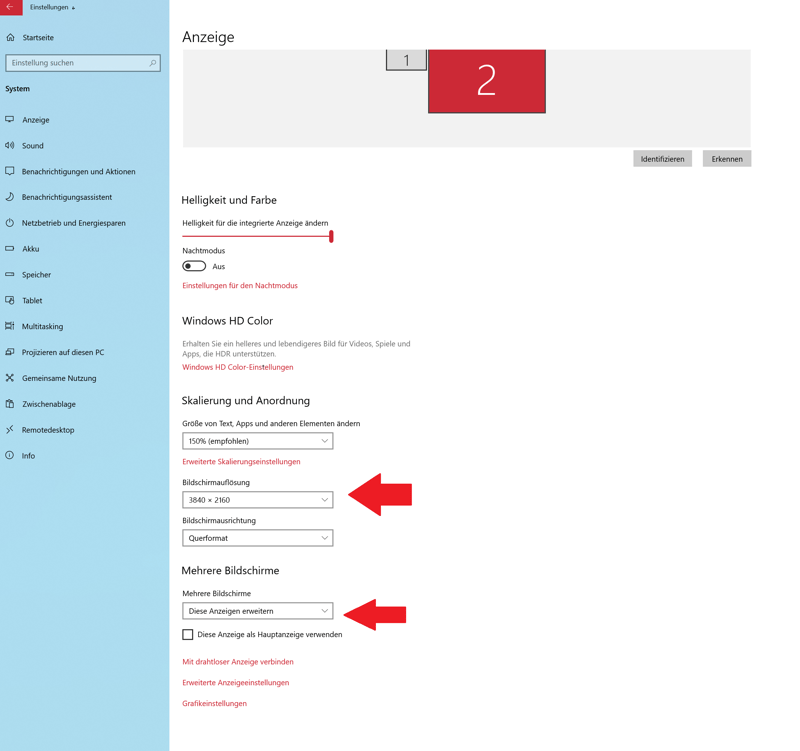 Einstellungen
Startseite
Einstellung suchen
System
Anzeige
Sound
Benachrichtigungen und Aktionen
Benachrichtigungsassistent
Netzbetrieb und Energiesparen
Akku
Speicher
Tablet
Multitasking
Projizieren auf diesen PC
Gemeinsame Nutzung
Zwischenablage
Remotedesktop
Info
Anzeige
1
2
Identifizieren
Erkennen
Helligkeit und Farbe
Helligkeit für die integrierte Anzeige ändern
Nachtmodus
Aus
Einstellungen für den Nachtmodus
Windows HD Color
Erhalten Sie ein helleres und lebendigeres Bild für Videos, Spiele und
Apps, die HDR unterstützen.
Windows HD Color-Einstellungen
Skalierung und Anordnung
Größe von Text, Apps und anderen Elementen ändern
150% (empfohlen)
Erweiterte Skalierungseinstellungen
Bildschirmauflösung
3840 × 2160
Bildschirmausrichtung
Querformat
Mehrere Bildschirme
Mehrere Bildschirme
Diese Anzeigen erweitern
Diese Anzeige als Hauptanzeige verwenden
Mit drahtloser Anzeige verbinden
Erweiterte Anzeigeeinstellungen
Grafikeinstellungen